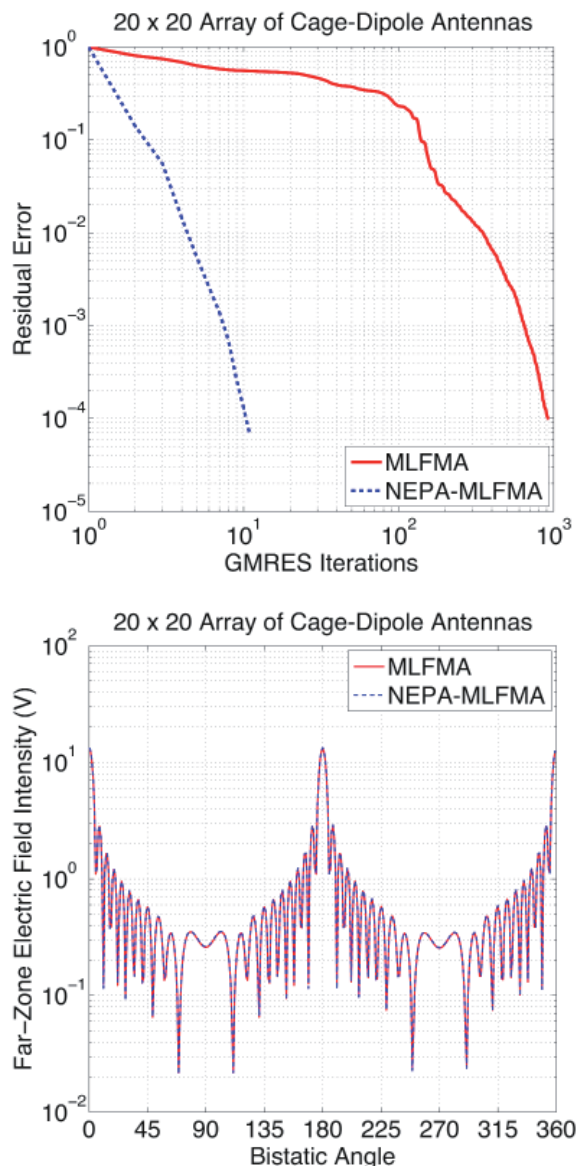 20 x 20 Array of Cage-Dipole Antennas
10^0
10^-1
10^-2
10^-3
10^-4
10^-5
Residual Error
MLFMA
NEPA-MLFMA
10^0 10^1 10^2 10^3
GMRES Iterations
20 x 20 Array of Cage-Dipole Antennas
10^2
10^1
10^0
10^-1
10^-2
Far-Zone Electric Field Intensity (V)
MLFMA
NEPA-MLFMA
0 45 90 135 180 225 270 315 360
Bistatic Angle